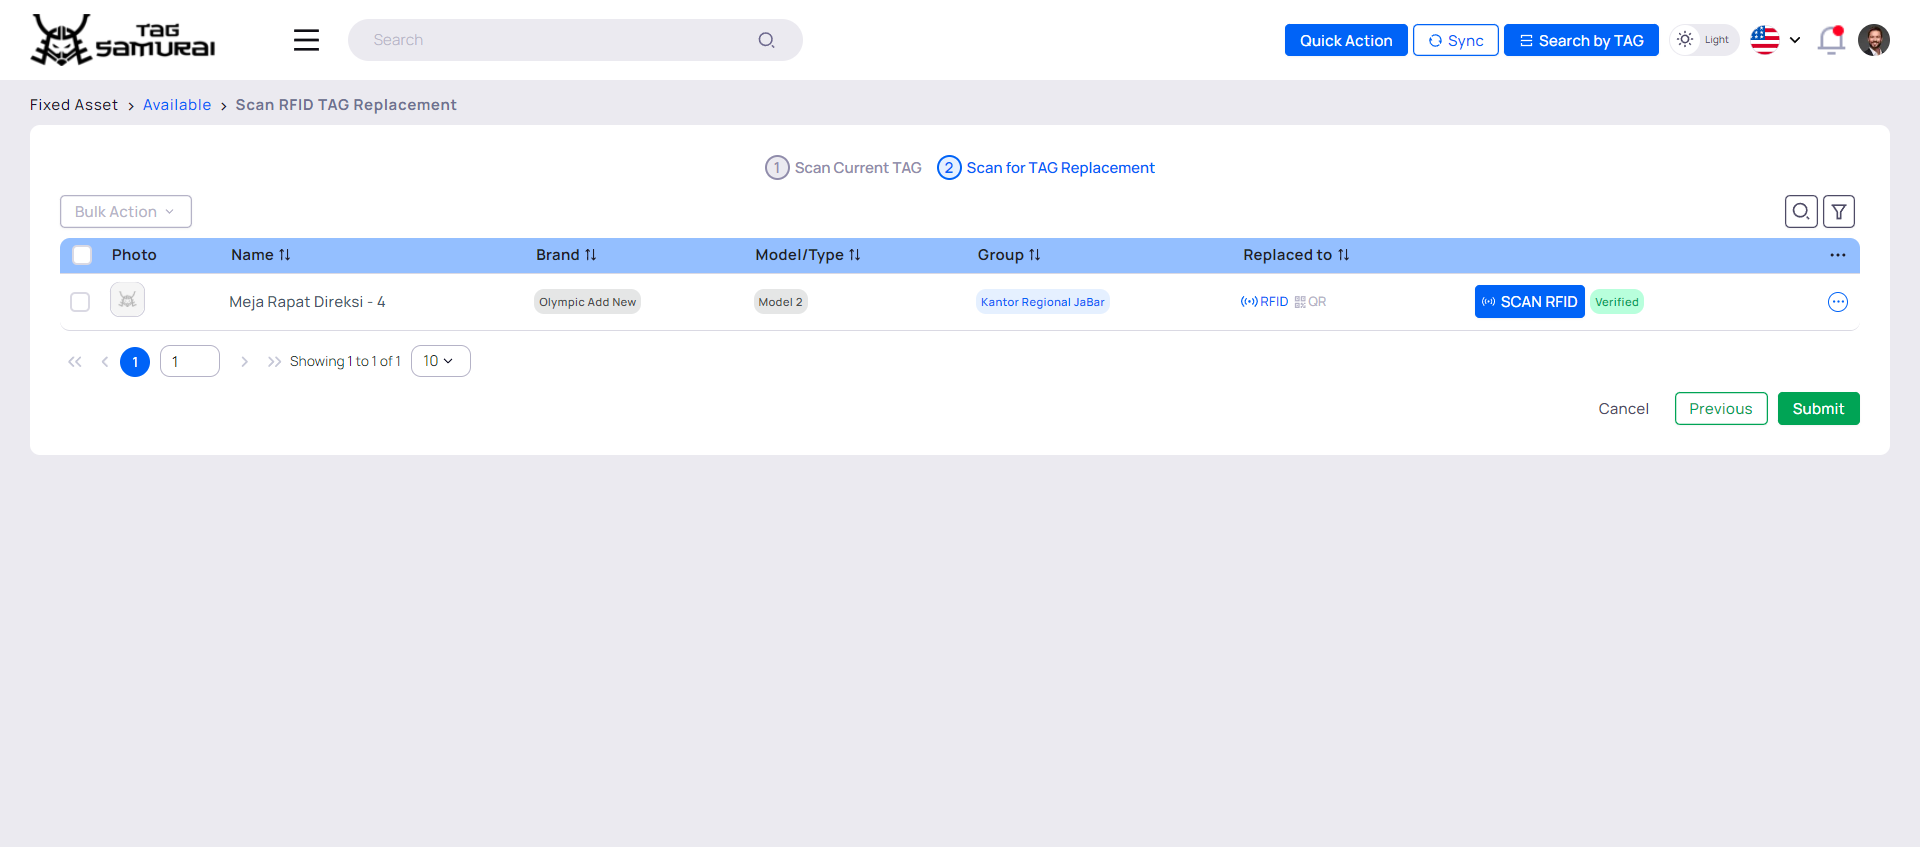 TAG SAMURAI
Search
Quick Action
Sync
Search by TAG
Light
Fixed Asset > Available > Scan RFID TAG Replacement
1 Scan Current TAG 2 Scan for TAG Replacement
Bulk Action
Photo Name Brand Model/Type Group Replaced to
Meja Rapat Direksi - 4 Olympic Add New Model 2 Kantor Regional JaBar RFID QR SCAN RFID Verified
1 1 Showing 1 to 1 of 1 10
Cancel Previous Submit